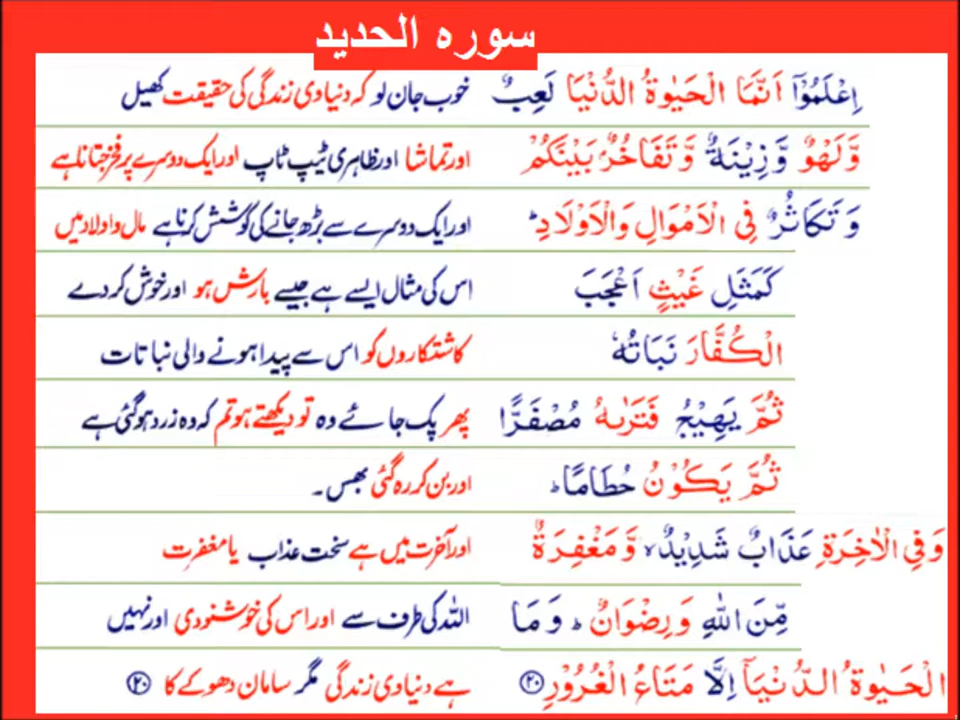 سوره الحدید
اِعْلَمُوْۤا اَنَّمَا الْحَیٰوةُ الدُّنْیَا لَعِبٌ خوب جان لو کہ دنیاوی زندگی کی حقیقت کھیل
وَّلَهْوٌ وَّزِیْنَةٌ وَّتَفَاخُرٌۢ بَیْنَكُمْ اور تماشا اور ظاہری ٹیپ ٹاپ اور ایک دوسرے پر فخر جتانا ہے
وَتَكَاثُرٌ فِی الْاَمْوَالِ وَالْاَوْلَادِؕ اور ایک دوسرے سے بڑھ جانے کی کوشش کرنا ہے مال و اولاد میں
كَمَثَلِ غَیْثٍ اَعْجَبَ اس کی مثال ایسے ہے جیسے بارش ہو اور خوش کر دے
الْكُفَّارَ نَبَاتُهٗ کاشتکاروں کو اس سے پیدا ہونے والی نباتات
ثُمَّ یَهِیْجُ فَتَرٰىهُ مُصْفَرًّا پھر پک جائے وہ تو دیکھتے ہو تم کہ وہ زرد ہو گئی ہے
ثُمَّ یَكُوْنُ حُطَامًاؕ اور بن کر رہ گئی بھس۔
وَفِی الْاٰخِرَةِ عَذَابٌ شَدِیْدٌۙ وَّمَغْفِرَةٌ اور آخرت میں ہے سخت عذاب یا مغفرت
مِّنَ اللّٰهِ وَرِضْوَانٌؕ وَمَا اللہ کی طرف سے اور اس کی خوشنودی اور نہیں
الْحَیٰوةُ الدُّنْیَاۤ اِلَّا مَتَاعُ الْغُرُوْرِ ۲۰ ہے دنیاوی زندگی مگر سامان دھوکے کا ۲۰